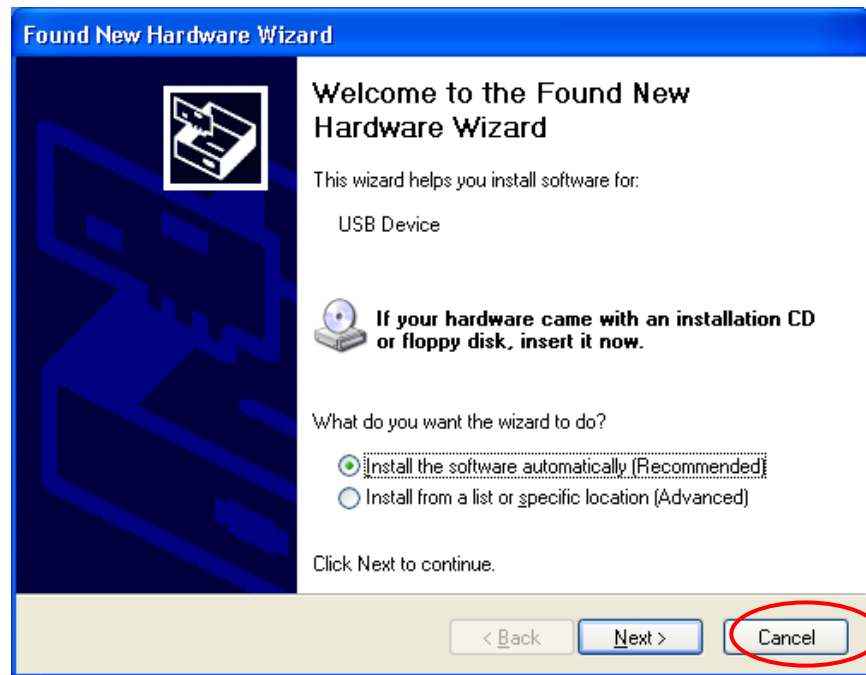 Found New Hardware Wizard
Welcome to the Found New
Hardware Wizard
This wizard helps you install software for:
USB Device
If your hardware came with an installation CD
or floppy disk, insert it now.
What do you want the wizard to do?
Install the software automatically (Recommended)
Install from a list or specific location (Advanced)
Click Next to continue.
< Back Next > Cancel